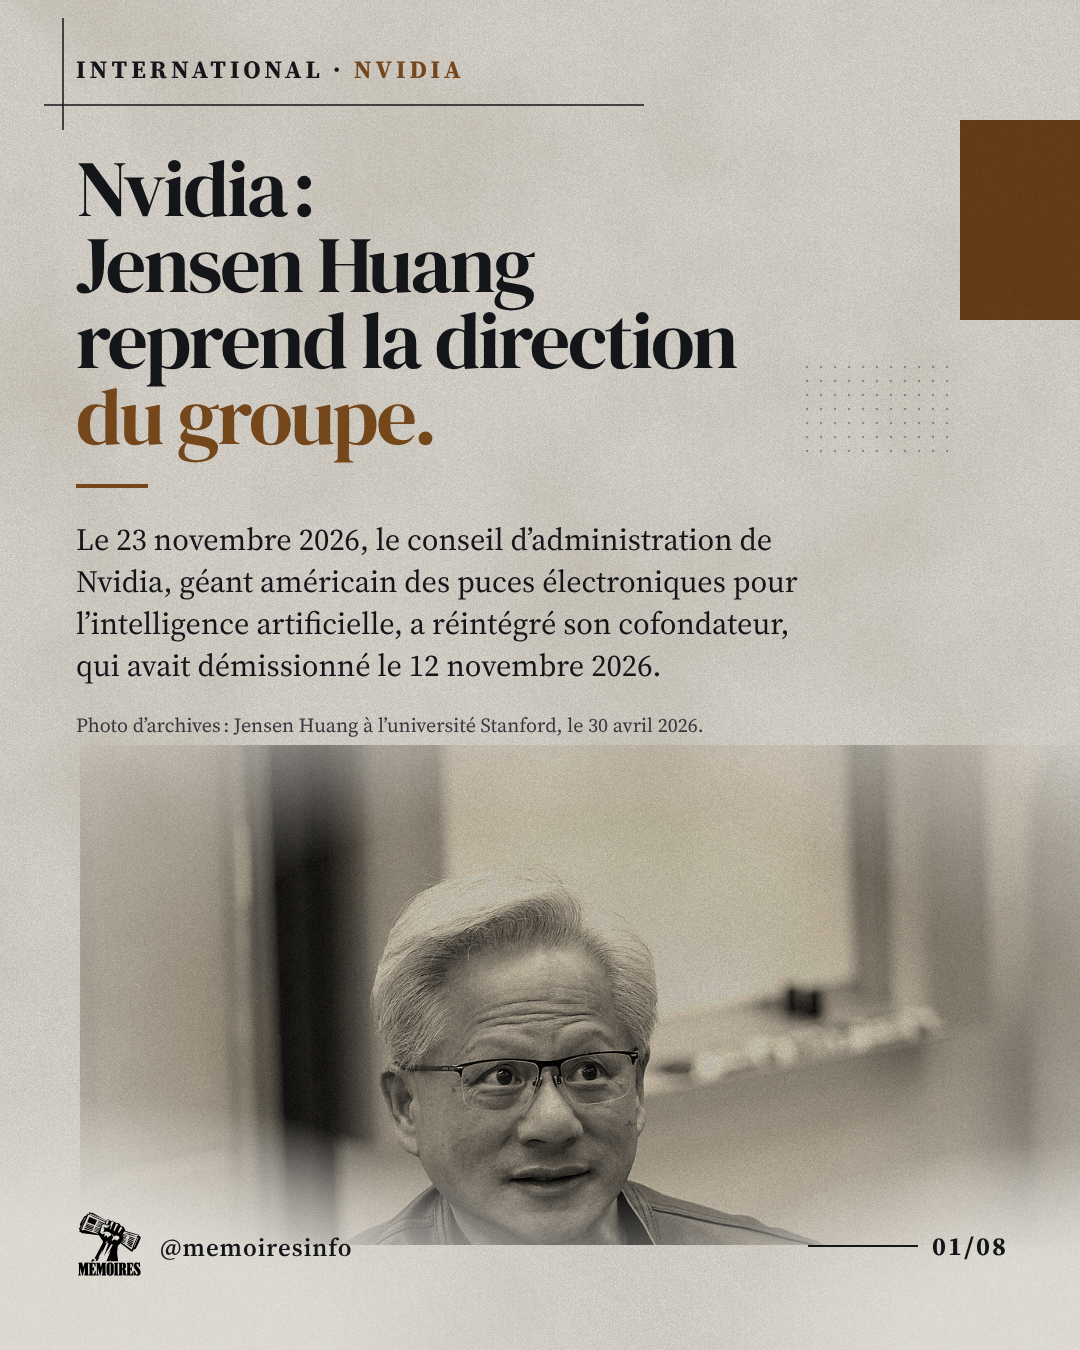 INTERNATIONAL · NVIDIA
Nvidia :
Jensen Huang
reprend la direction
du groupe.
Le 23 novembre 2026, le conseil d’administration de
Nvidia, géant américain des puces électroniques pour
l’intelligence artificielle, a réintégré son cofondateur,
qui avait démissionné le 12 novembre 2026.
Photo d’archives : Jensen Huang à l’université Stanford, le 30 avril 2026.
MÉMOIRES
@memoiresinfo
01/08